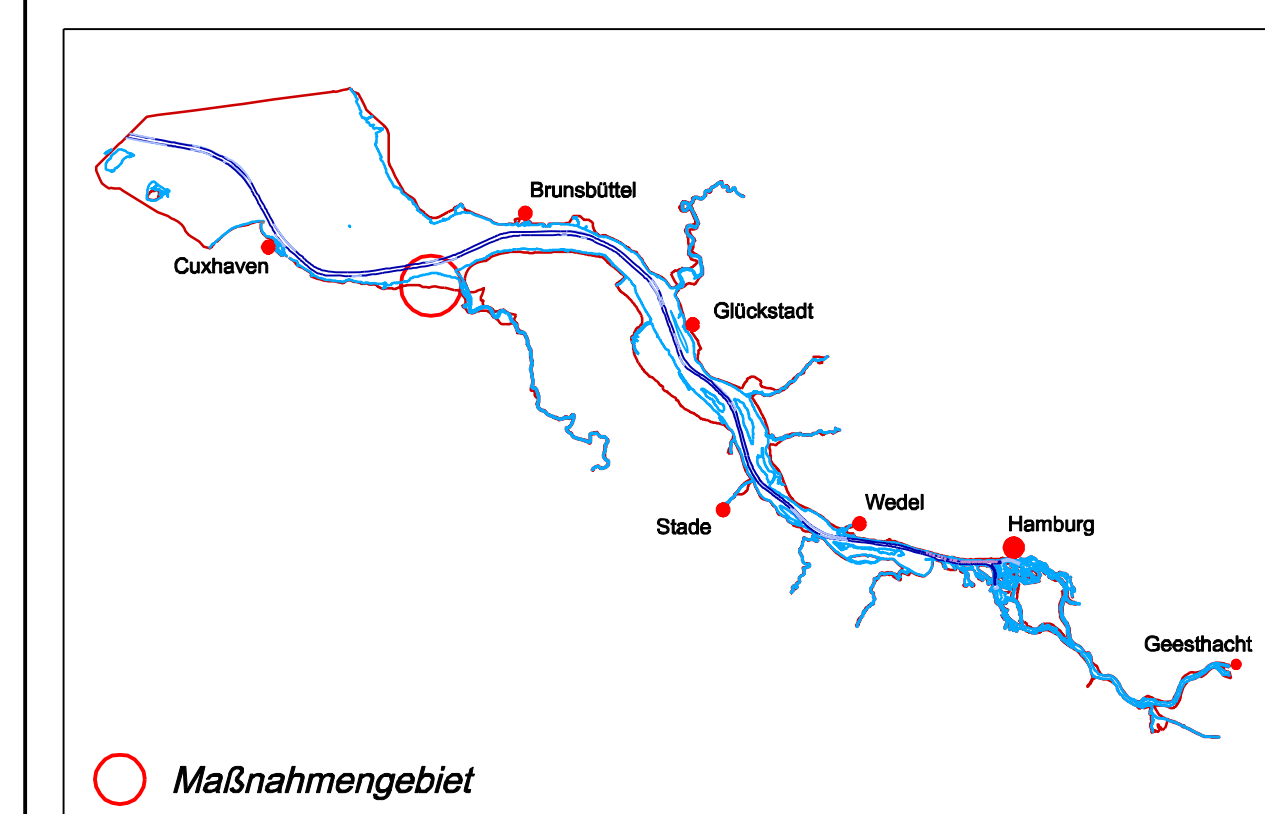 Brunsbüttel
Cuxhaven
Glückstadt
Wedel
Stade
Hamburg
Geesthacht
Maßnahmengebiet